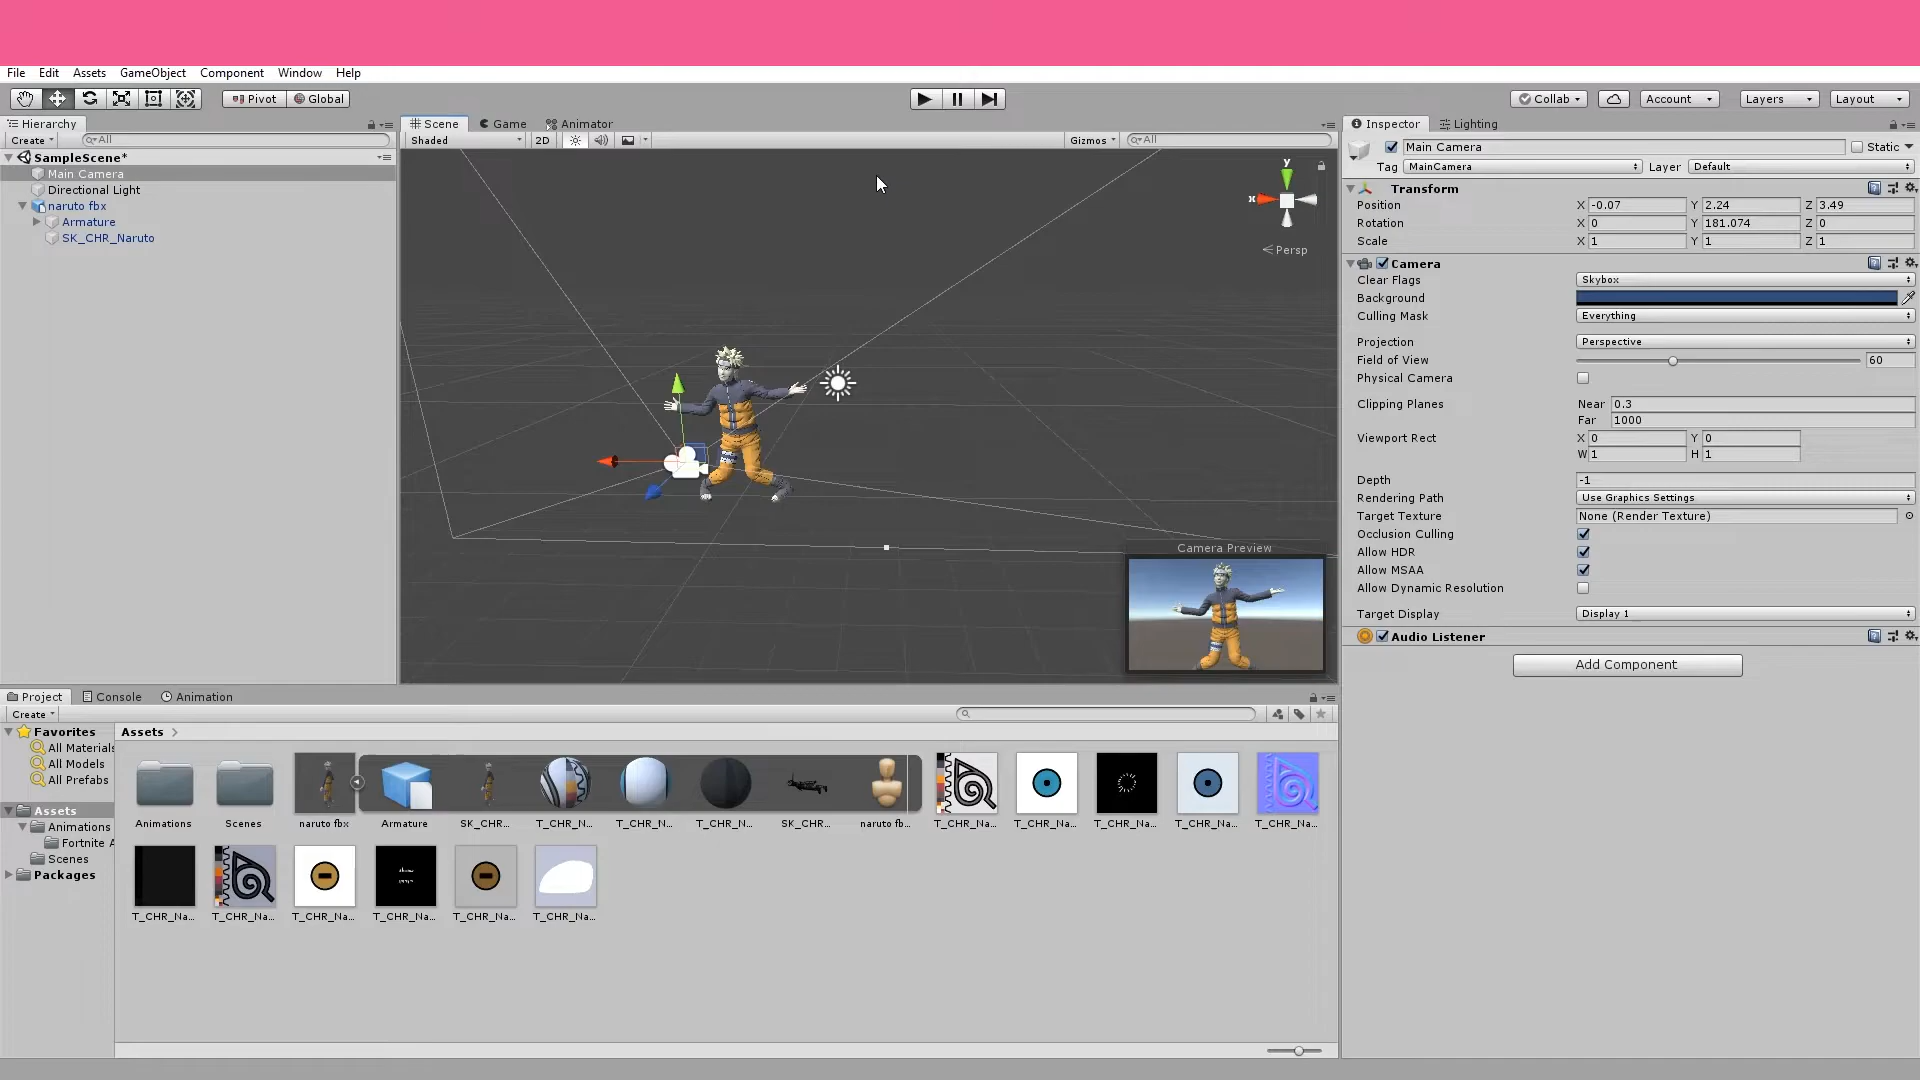 File Edit Assets GameObject Component Window Help
Pivot Global Collab Account Layers Layout
Hierarchy
Create All
SampleScene*
Main Camera
Directional Light
naruto fbx
Armature
SK_CHR_Naruto
Scene Game Animator
Shaded 2D Gizmos All
y
x
Persp
Camera Preview
Inspector Lighting
Main Camera Static
Tag MainCamera Layer Default
Transform
Position X -0.07 Y 2.24 Z 3.49
Rotation X 0 Y 181.074 Z 0
Scale X 1 Y 1 Z 1
Camera
Clear Flags Skybox
Background
Culling Mask Everything
Projection Perspective
Field of View 60
Physical Camera
Clipping Planes Near 0.3
Far 1000
Viewport Rect X 0 Y 0
W 1 H 1
Depth -1
Rendering Path Use Graphics Settings
Target Texture None (Render Texture)
Occlusion Culling
Allow HDR
Allow MSAA
Allow Dynamic Resolution
Target Display Display 1
Audio Listener
Add Component
Project Console Animation
Create
Favorites
All Materials
All Models
All Prefabs
Assets
Animations
Fortnite A
Scenes
Packages
Assets
Animations Scenes naruto fbx Armature SK_CHR... T_CHR_N... T_CHR_N... T_CHR_N... SK_CHR... naruto fb... T_CHR_Na... T_CHR_Na... T_CHR_Na... T_CHR_Na... T_CHR_Na...
T_CHR_Na... T_CHR_Na... T_CHR_Na... T_CHR_Na... T_CHR_Na... T_CHR_Na...